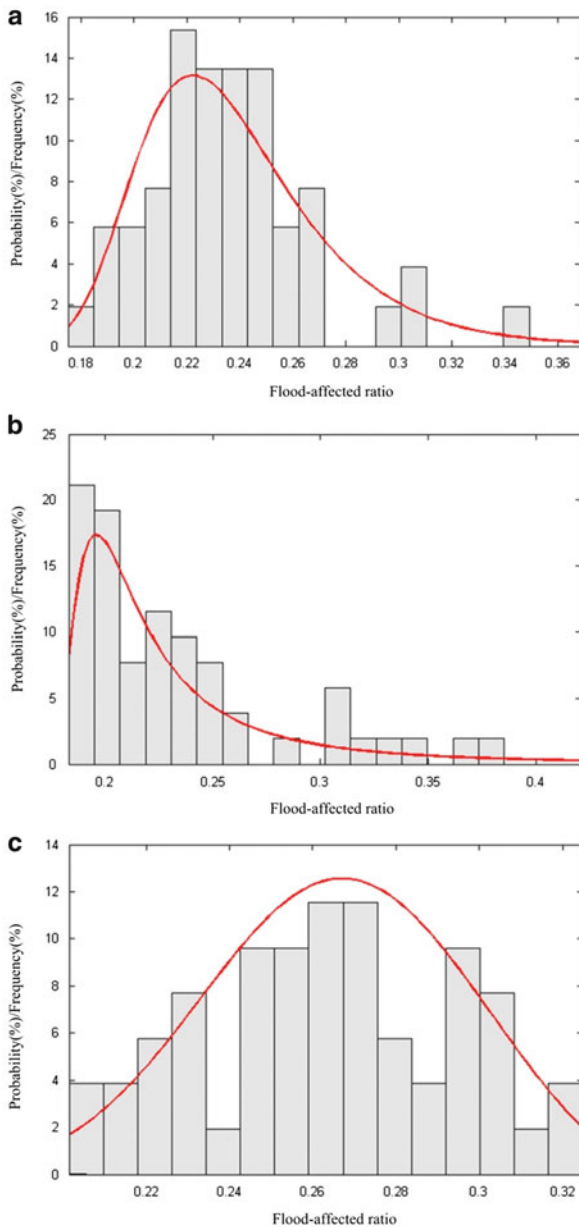 a
16
14
12
10
8
6
4
2
0
Probability(%)/Frequency(%)
0.18 0.2 0.22 0.24 0.26 0.28 0.3 0.32 0.34 0.36
Flood-affected ratio
b
25
20
15
10
5
0
Probability(%)/Frequency(%)
0.2 0.25 0.3 0.35 0.4
Flood-affected ratio
c
14
12
10
8
6
4
2
0
Probability(%)/Frequency(%)
0.22 0.24 0.26 0.28 0.3 0.32
Flood-affected ratio